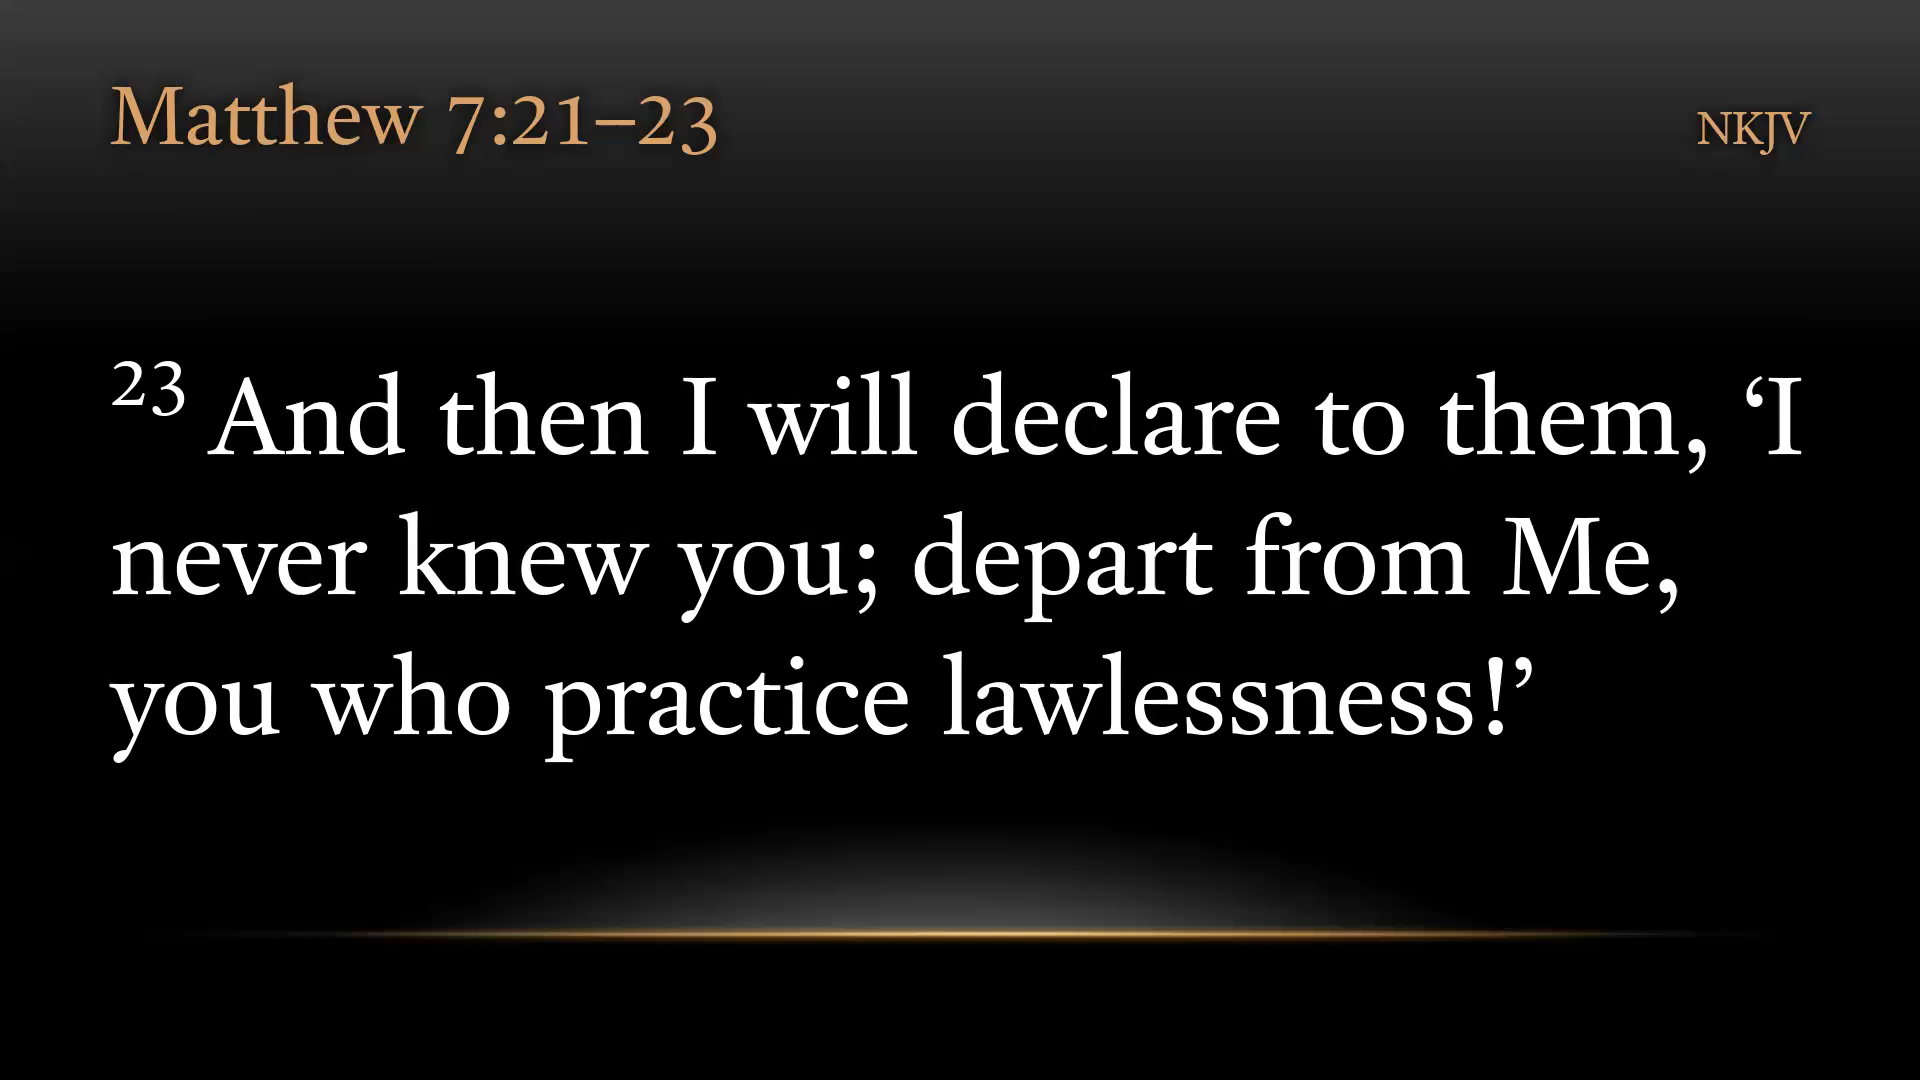 Matthew 7:21–23
NKJV
23 And then I will declare to them, ‘I
never knew you; depart from Me,
you who practice lawlessness!’